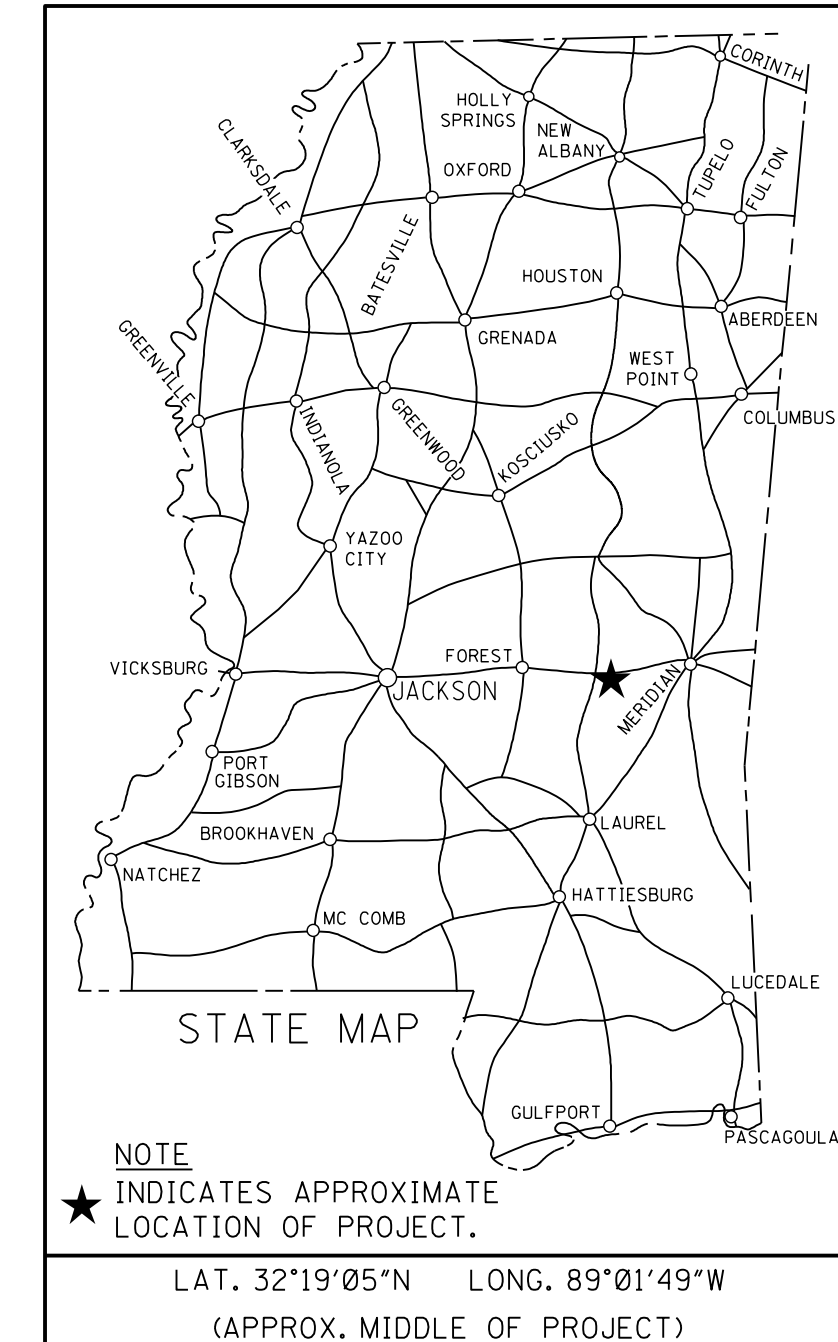 CORINTH
HOLLY
SPRINGS
NEW
ALBANY
CLARKSDALE
OXFORD
TUPELO
FULTON
BATESVILLE
HOUSTON
ABERDEEN
GREENVILLE
GRENADA
WEST
POINT
COLUMBUS
INDIANOLA
GREENWOOD
KOSCIUSKO
YAZOO
CITY
VICKSBURG
FOREST
JACKSON
MERIDIAN
PORT
GIBSON
BROOKHAVEN
LAUREL
NATCHEZ
HATTIESBURG
MC COMB
LUCEDALE
STATE MAP
GULFPORT
PASCAGOULA
NOTE
★ INDICATES APPROXIMATE
LOCATION OF PROJECT.
LAT. 32°19'05"N LONG. 89°01'49"W
(APPROX. MIDDLE OF PROJECT)